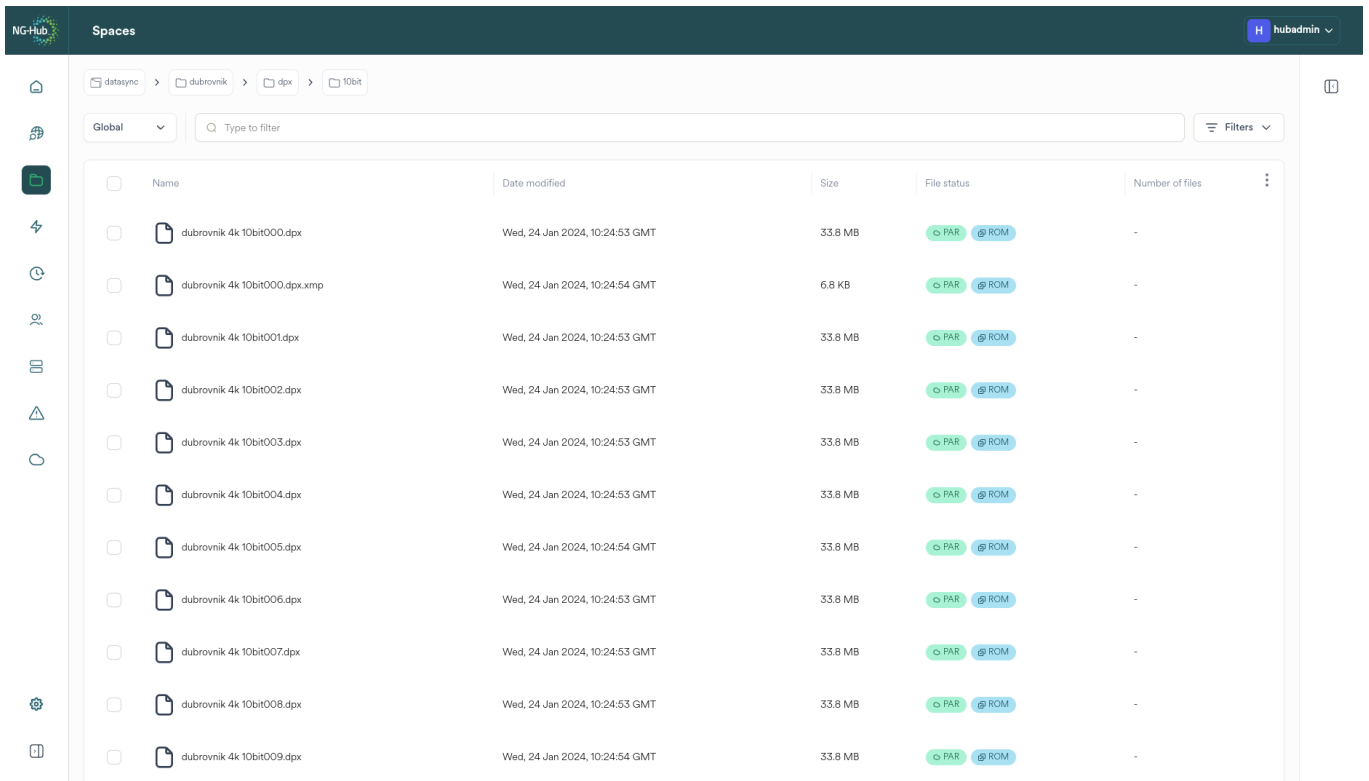 NG-Hub
Spaces
H hubadmin
datasync > dubrovnik > dpx > 10bit
Global
Type to filter
Filters
Name Date modified Size File status Number of files
dubrovnik 4k 10bit000.dpx Wed, 24 Jan 2024, 10:24:53 GMT 33.8 MB PAR ROM -
dubrovnik 4k 10bit000.dpx.xmp Wed, 24 Jan 2024, 10:24:54 GMT 6.8 KB PAR ROM -
dubrovnik 4k 10bit001.dpx Wed, 24 Jan 2024, 10:24:53 GMT 33.8 MB PAR ROM -
dubrovnik 4k 10bit002.dpx Wed, 24 Jan 2024, 10:24:53 GMT 33.8 MB PAR ROM -
dubrovnik 4k 10bit003.dpx Wed, 24 Jan 2024, 10:24:53 GMT 33.8 MB PAR ROM -
dubrovnik 4k 10bit004.dpx Wed, 24 Jan 2024, 10:24:53 GMT 33.8 MB PAR ROM -
dubrovnik 4k 10bit005.dpx Wed, 24 Jan 2024, 10:24:54 GMT 33.8 MB PAR ROM -
dubrovnik 4k 10bit006.dpx Wed, 24 Jan 2024, 10:24:53 GMT 33.8 MB PAR ROM -
dubrovnik 4k 10bit007.dpx Wed, 24 Jan 2024, 10:24:53 GMT 33.8 MB PAR ROM -
dubrovnik 4k 10bit008.dpx Wed, 24 Jan 2024, 10:24:53 GMT 33.8 MB PAR ROM -
dubrovnik 4k 10bit009.dpx Wed, 24 Jan 2024, 10:24:54 GMT 33.8 MB PAR ROM -